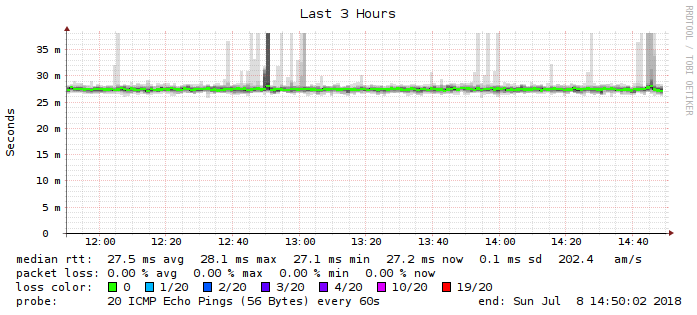 Last 3 Hours
RRDTOOL / TOBI OETIKER
Seconds
35 m
30 m
25 m
20 m
15 m
10 m
5 m
0
12:00 12:20 12:40 13:00 13:20 13:40 14:00 14:20 14:40
median rtt: 27.5 ms avg 28.1 ms max 27.1 ms min 27.2 ms now 0.1 ms sd 202.4 am/s
packet loss: 0.00 % avg 0.00 % max 0.00 % min 0.00 % now
loss color: 0 1/20 2/20 3/20 4/20 10/20 19/20
probe: 20 ICMP Echo Pings (56 Bytes) every 60s end: Sun Jul 8 14:50:02 2018